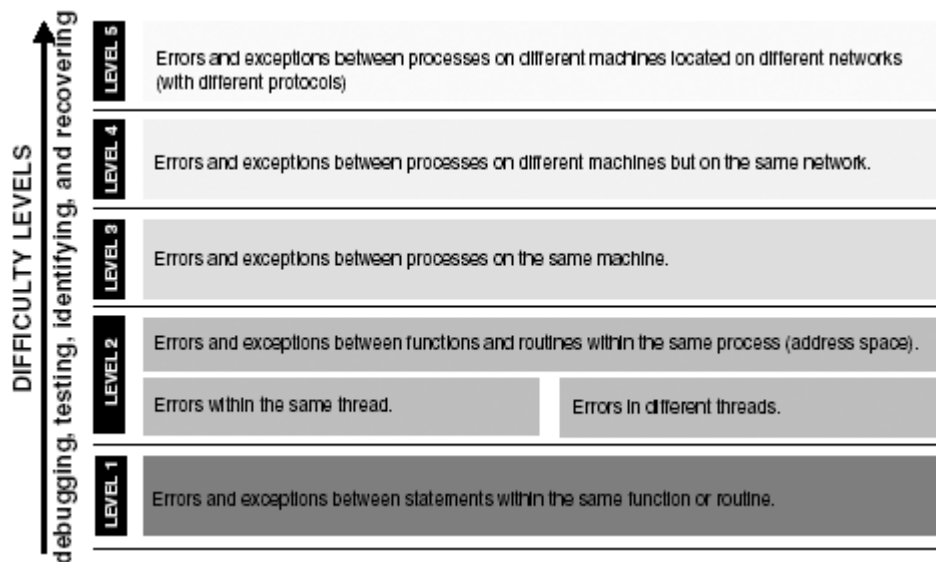 DIFFICULTY LEVELS
debugging, testing, identifying, and recovering
LEVEL 5
Errors and exceptions between processes on different machines located on different networks
(with different protocols)
LEVEL 4
Errors and exceptions between processes on different machines but on the same network.
LEVEL 3
Errors and exceptions between processes on the same machine.
LEVEL 2
Errors and exceptions between functions and routines within the same process (address space).
Errors within the same thread.
Errors in different threads.
LEVEL 1
Errors and exceptions between statements within the same function or routine.